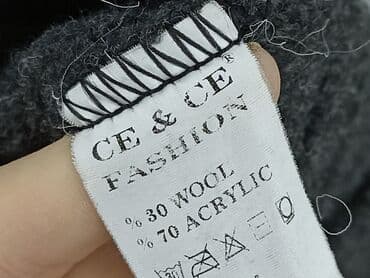 CE & CE®
FASHION
% 30 WOOL
% 70 ACRYLIC